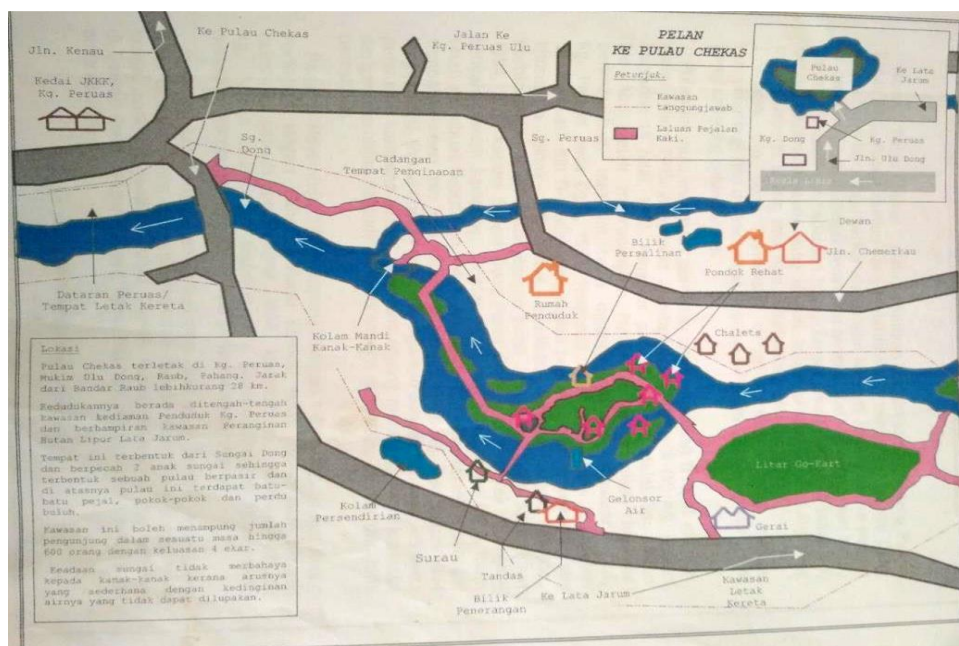 Jln. Kenau
Ke Pulau Chekas
Jalan Ke
Kg. Peruas Ulu
PELAN
KE PULAU CHEKAS
Petunjuk.
Kawasan
tanggungjawab
Laluan Pejalan
Kaki.
Pulau
Chekas
Ke Lata
Jarum
Kg. Dong
Kg. Peruas
Jln. Ulu Dong
Kedai JKKK,
Kg. Peruas
Sg.
Dong
Cadangan
Tempat Penginapan
Sg. Peruas
Dewan
Bilik
Persalinan
Pondok Rehat
Jln. Chemerkau
Dataran Peruas/
Tempat Letak Kereta
Kolam Mandi
Kanak-Kanak
Rumah
Penduduk
Chalets
Lokasi
Pulau Chekas terletak di Kg. Peruas,
Mukim Ulu Dong, Raub, Pahang. Jarak
dari Bandar Raub lebihkurang 28 km.
Kedudukannya berada ditengah-tengah
kawasan kediaman Penduduk Kg. Peruas
dan berhampiran kawasan Peranginan
Hutan Lipur Lata Jarum.
Tempat ini terbentuk dari Sungai Dong
dan berpecah 2 anak sungai sehingga
terbentuk sebuah pulau berpasir dan
di atasnya pulau ini terdapat batu-
batu pejal, pokok-pokok dan perdu
buluh.
Kawasan ini boleh menampung jumlah
pengunjung dalam sesuatu masa hingga
600 orang dengan keluasan 4 ekar.
Keadaan sungai tidak merbahaya
kepada kanak-kanak kerana arusnya
yang sederhana dengan kedinginan
airnya yang tidak dapat dilupakan.
Litar Go-Kart
Kolam
Persendirian
Gelonsor
Air
Gerai
Surau
Tandas
Bilik
Penerangan
Ke Lata Jarum
Kawasan
Letak
Kereta